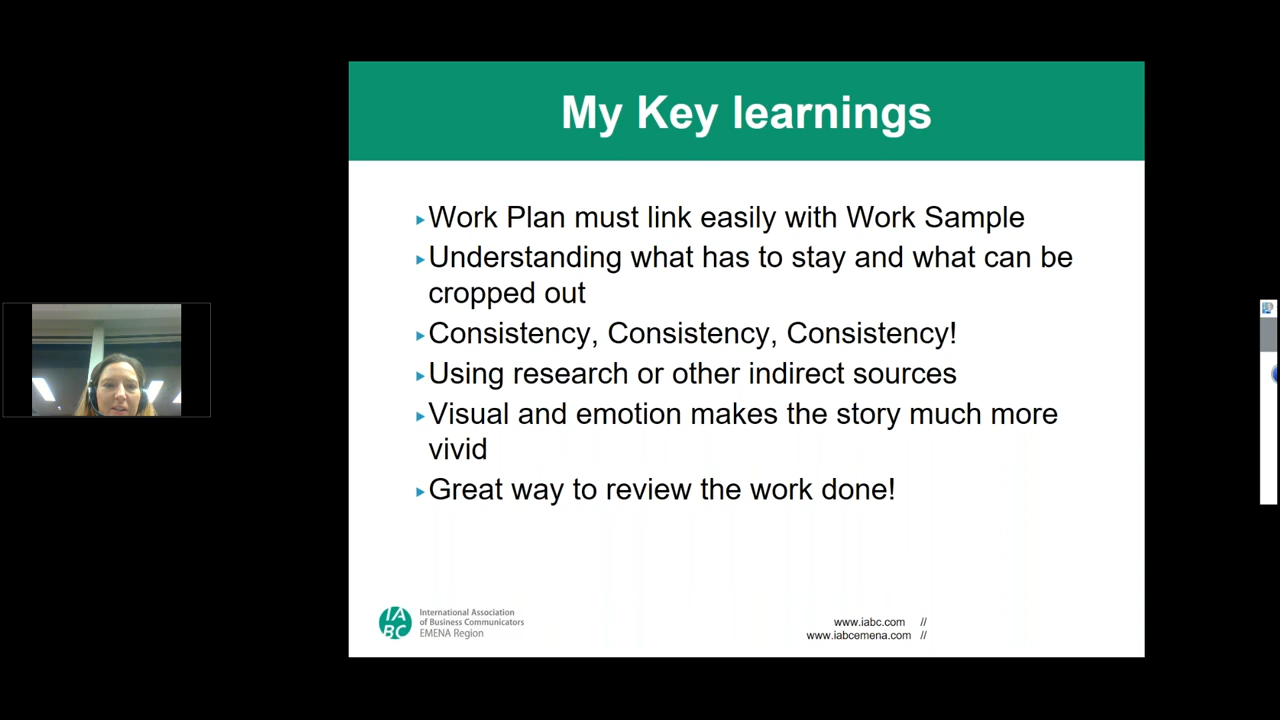 My Key learnings
▸Work Plan must link easily with Work Sample
▸Understanding what has to stay and what can be
cropped out
▸Consistency, Consistency, Consistency!
▸Using research or other indirect sources
▸Visual and emotion makes the story much more
vivid
▸Great way to review the work done!
IA
BC
International Association
of Business Communicators
EMENA Region
www.iabc.com //
www.iabcemena.com //